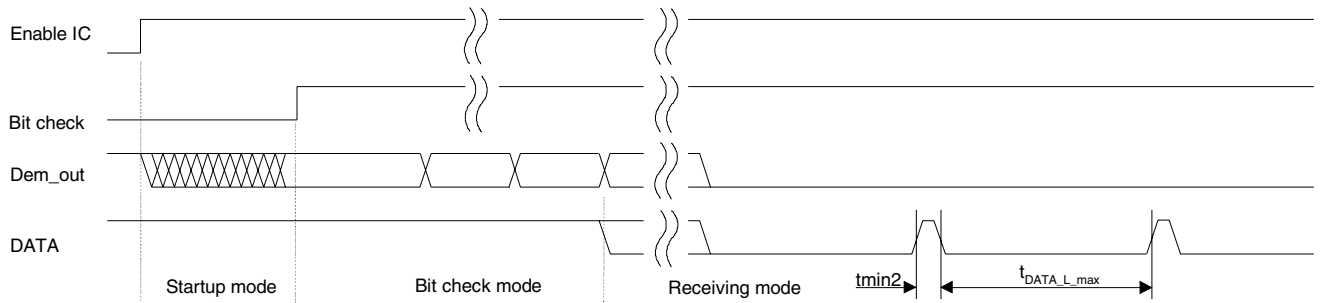 Enable IC
Bit check
Dem_out
DATA
Startup mode
Bit check mode
Receiving mode
tmin2
tDATA_L_max